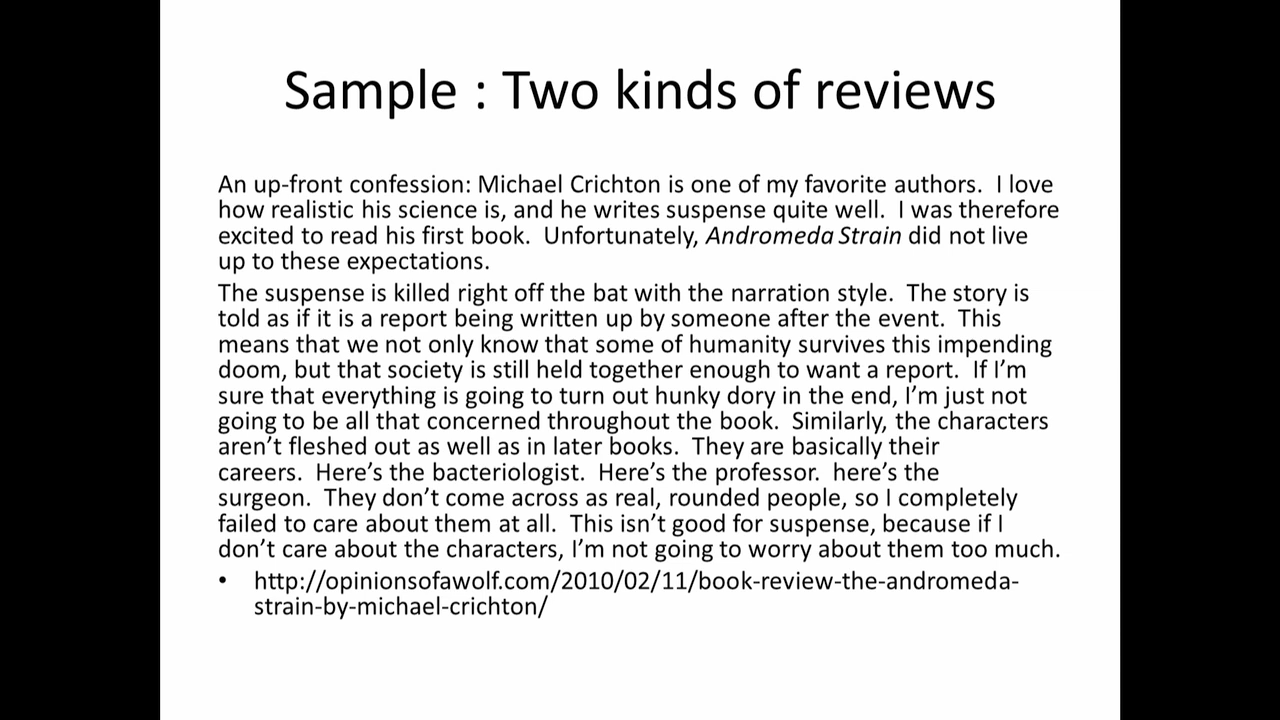 Sample : Two kinds of reviews
An up-front confession: Michael Crichton is one of my favorite authors.  I love
how realistic his science is, and he writes suspense quite well.  I was therefore
excited to read his first book.  Unfortunately, Andromeda Strain did not live
up to these expectations.
The suspense is killed right off the bat with the narration style.  The story is
told as if it is a report being written up by someone after the event.  This
means that we not only know that some of humanity survives this impending
doom, but that society is still held together enough to want a report.  If I’m
sure that everything is going to turn out hunky dory in the end, I’m just not
going to be all that concerned throughout the book.  Similarly, the characters
aren’t fleshed out as well as in later books.  They are basically their
careers.  Here’s the bacteriologist.  Here’s the professor.  here’s the
surgeon.  They don’t come across as real, rounded people, so I completely
failed to care about them at all.  This isn’t good for suspense, because if I
don’t care about the characters, I’m not going to worry about them too much.
• http://opinionsofawolf.com/2010/02/11/book-review-the-andromeda-
strain-by-michael-crichton/